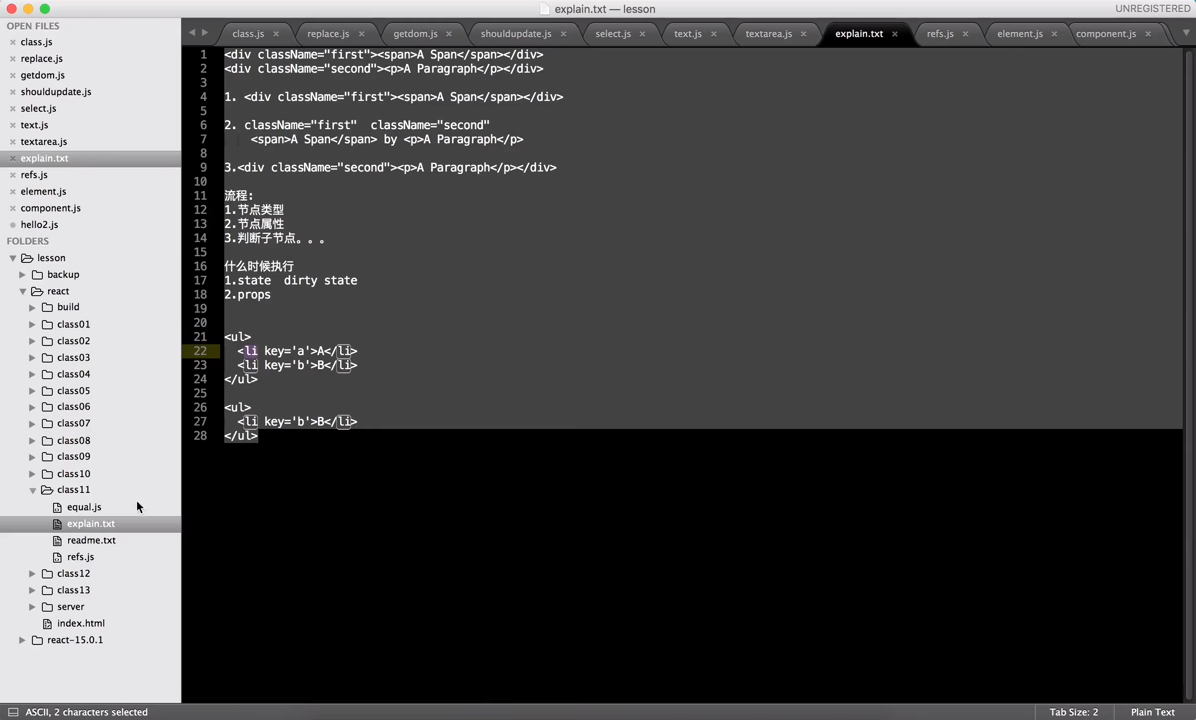 explain.txt — lesson
UNREGISTERED
OPEN FILES
class.js
replace.js
getdom.js
shouldupdate.js
select.js
text.js
textarea.js
explain.txt
refs.js
element.js
component.js
hello2.js
FOLDERS
lesson
backup
react
build
class01
class02
class03
class04
class05
class06
class07
class08
class09
class10
class11
equal.js
explain.txt
readme.txt
refs.js
class12
class13
server
index.html
react-15.0.1
class.js replace.js getdom.js shouldupdate.js select.js text.js textarea.js explain.txt refs.js element.js component.js
1 <div className="first"><span>A Span</span></div>
2 <div className="second"><p>A Paragraph</p></div>
3
4 1. <div className="first"><span>A Span</span></div>
5
6 2. className="first"  className="second"
7 <span>A Span</span> by <p>A Paragraph</p>
8
9 3.<div className="second"><p>A Paragraph</p></div>
10
11 流程:
12 1.节点类型
13 2.节点属性
14 3.判断子节点。。。
15
16 什么时候执行
17 1.state  dirty state
18 2.props
19
20
21 <ul>
22 <li key='a'>A</li>
23 <li key='b'>B</li>
24 </ul>
25
26 <ul>
27 <li key='b'>B</li>
28 </ul>
ASCII, 2 characters selected
Tab Size: 2
Plain Text